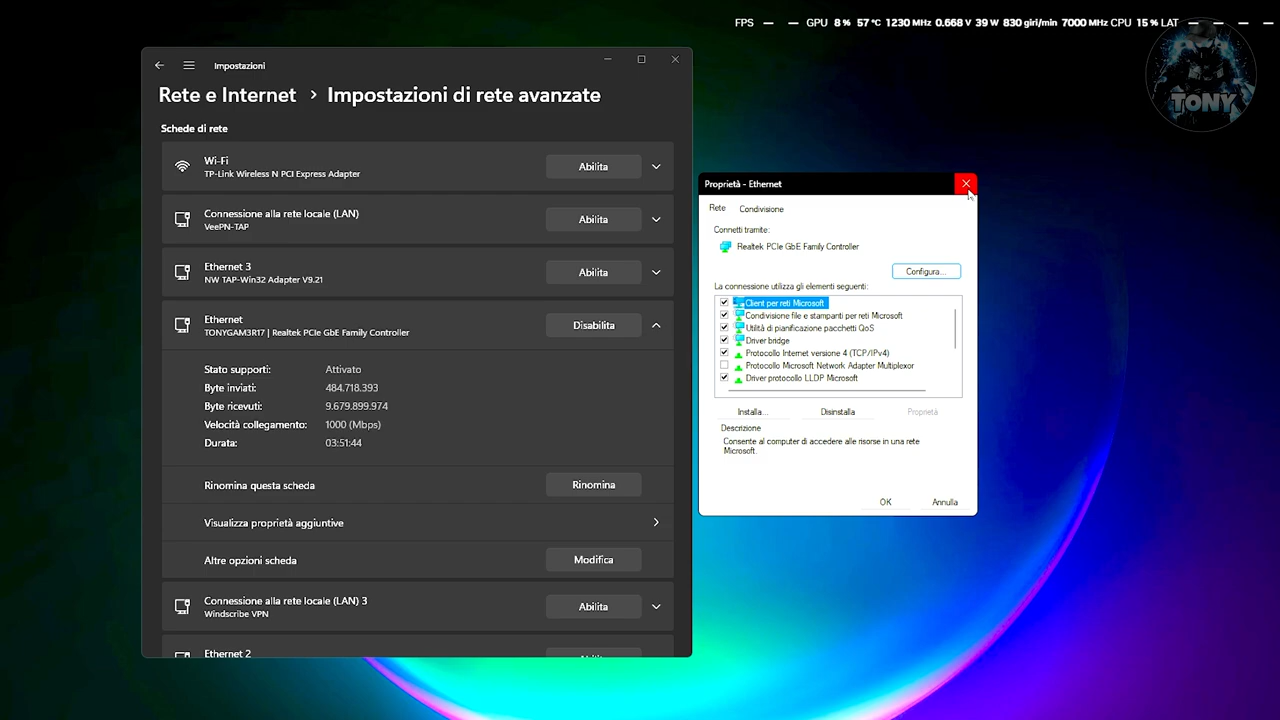 FPS — — GPU 8 % 57 °C 1230 MHz 0.668 V 39 W 830 giri/min 7000 MHz CPU 15 % LAT — — — —
TONY
Impostazioni
Rete e Internet > Impostazioni di rete avanzate
Schede di rete
Wi-Fi
TP-Link Wireless N PCI Express Adapter
Abilita
Connessione alla rete locale (LAN)
VeePN-TAP
Abilita
Ethernet 3
NW TAP-Win32 Adapter V9.21
Abilita
Ethernet
TONYGAM3R17 | Realtek PCIe GbE Family Controller
Disabilita
Stato supporti: Attivato
Byte inviati: 484.718.393
Byte ricevuti: 9.679.899.974
Velocità collegamento: 1000 (Mbps)
Durata: 03:51:44
Rinomina questa scheda Rinomina
Visualizza proprietà aggiuntive
Altre opzioni scheda Modifica
Connessione alla rete locale (LAN) 3
Windscribe VPN
Abilita
Ethernet 2
Proprietà - Ethernet
Rete Condivisione
Connetti tramite:
Realtek PCIe GbE Family Controller
Configura...
La connessione utilizza gli elementi seguenti:
Client per reti Microsoft
Condivisione file e stampanti per reti Microsoft
Utilità di pianificazione pacchetti QoS
Driver bridge
Protocollo Internet versione 4 (TCP/IPv4)
Protocollo Microsoft Network Adapter Multiplexor
Driver protocollo LLDP Microsoft
Installa... Disinstalla Proprietà
Descrizione
Consente al computer di accedere alle risorse in una rete
Microsoft.
OK Annulla